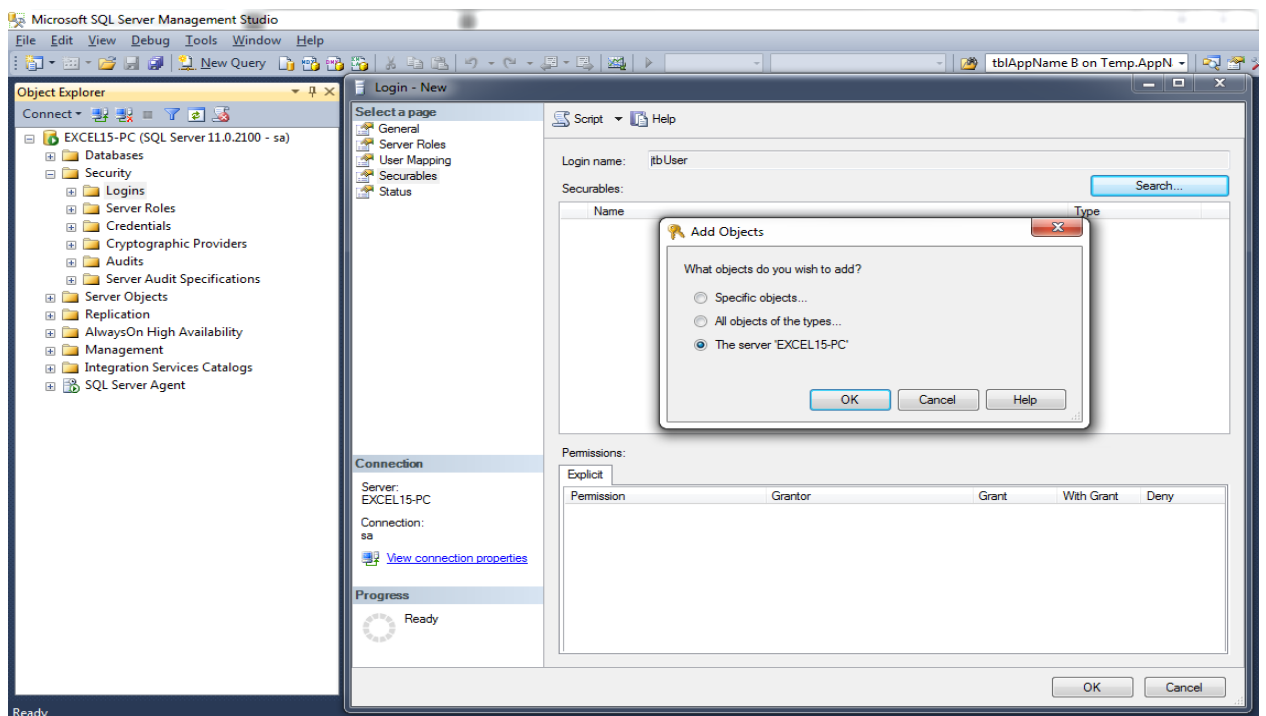 Microsoft SQL Server Management Studio
File Edit View Debug Tools Window Help
New Query tblAppName B on Temp.AppN
Object Explorer
Connect
EXCEL15-PC (SQL Server 11.0.2100 - sa)
Databases
Security
Logins
Server Roles
Credentials
Cryptographic Providers
Audits
Server Audit Specifications
Server Objects
Replication
AlwaysOn High Availability
Management
Integration Services Catalogs
SQL Server Agent
Ready
Login - New
Select a page
General
Server Roles
User Mapping
Securables
Status
Connection
Server:
EXCEL15-PC
Connection:
sa
View connection properties
Progress
Ready
Script Help
Login name: jtbUser
Securables: Search...
Name Type
Add Objects
What objects do you wish to add?
Specific objects...
All objects of the types...
The server 'EXCEL15-PC'
OK Cancel Help
Permissions:
Explicit
Permission Grantor Grant With Grant Deny
OK Cancel